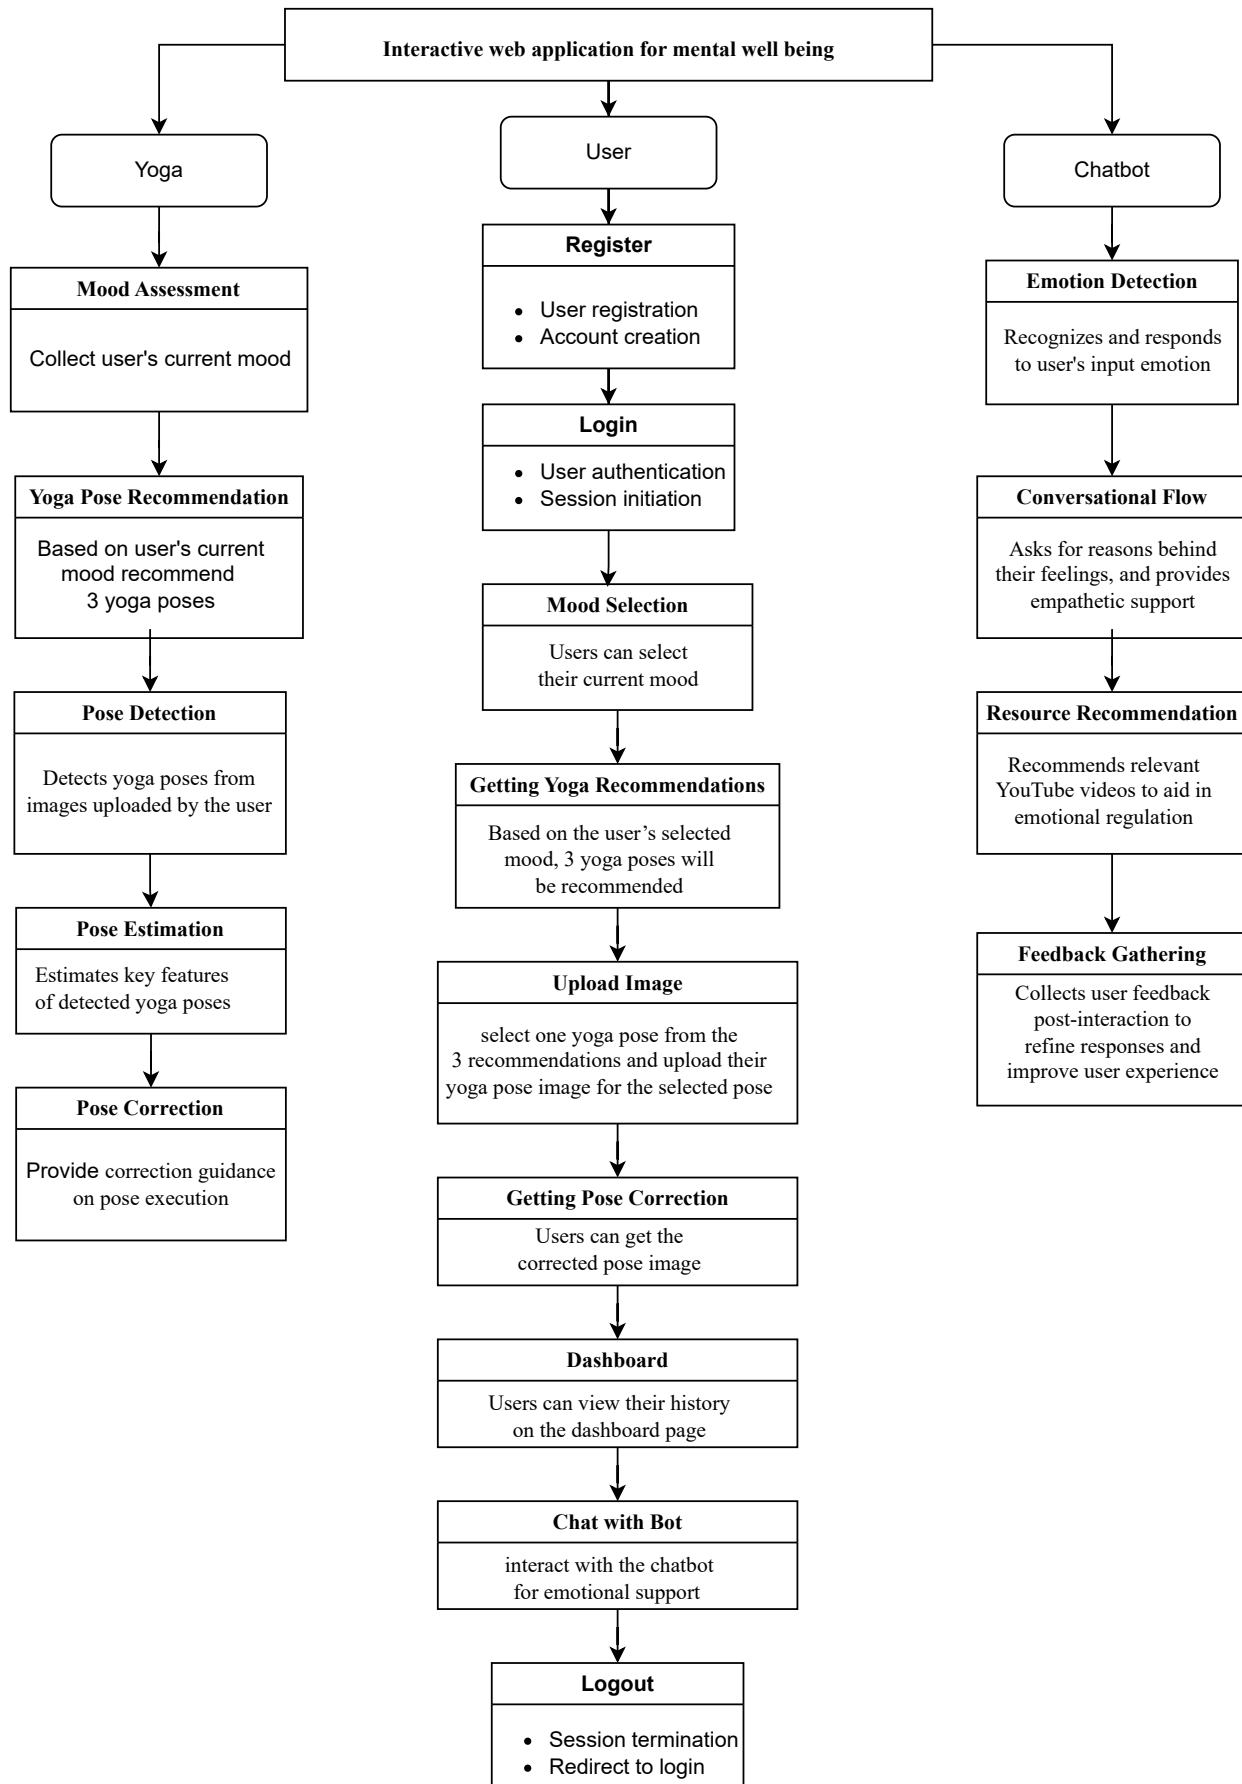 Interactive web application for mental well being
Yoga
Mood Assessment
Collect user's current mood
Yoga Pose Recommendation
Based on user's current
mood recommend
3 yoga poses
Pose Detection
Detects yoga poses from
images uploaded by the user
Pose Estimation
Estimates key features
of detected yoga poses
Pose Correction
Provide correction guidance
on pose execution
User
Register
• User registration
• Account creation
Login
• User authentication
• Session initiation
Mood Selection
Users can select
their current mood
Getting Yoga Recommendations
Based on the user’s selected
mood, 3 yoga poses will
be recommended
Upload Image
select one yoga pose from the
3 recommendations and upload their
yoga pose image for the selected pose
Getting Pose Correction
Users can get the
corrected pose image
Dashboard
Users can view their history
on the dashboard page
Chat with Bot
interact with the chatbot
for emotional support
Logout
• Session termination
• Redirect to login
Chatbot
Emotion Detection
Recognizes and responds
to user's input emotion
Conversational Flow
Asks for reasons behind
their feelings, and provides
empathetic support
Resource Recommendation
Recommends relevant
YouTube videos to aid in
emotional regulation
Feedback Gathering
Collects user feedback
post-interaction to
refine responses and
improve user experience